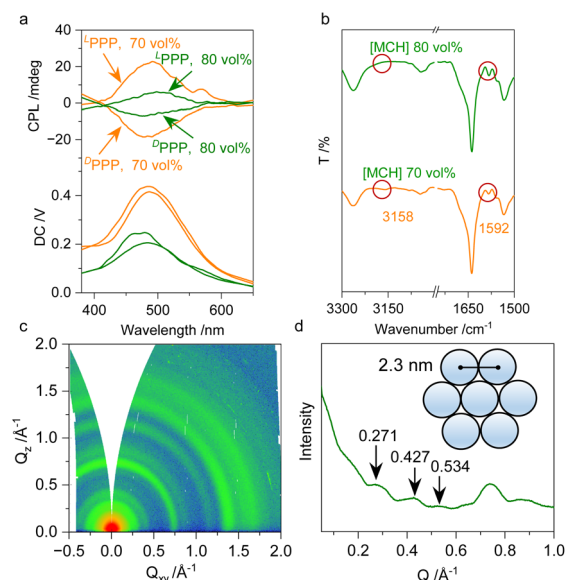 a
CPL /mdeg
40
20
0
−20
ᴸPPP, 70 vol%
ᴸPPP, 80 vol%
ᴰPPP, 80 vol%
ᴰPPP, 70 vol%
DC /V
0.4
0.2
0.0
400 500 600
Wavelength /nm
b
T /%
[MCH] 80 vol%
[MCH] 70 vol%
3158
1592
3300 3150 1650 1500
Wavenumber /cm⁻¹
c
Q_z /Å⁻¹
2.0
1.5
1.0
0.5
0.0
−0.5 0.0 0.5 1.0 1.5 2.0
Q_xy /Å⁻¹
d
Intensity
2.3 nm
0.271
0.427
0.534
0.2 0.4 0.6 0.8 1.0
Q /Å⁻¹